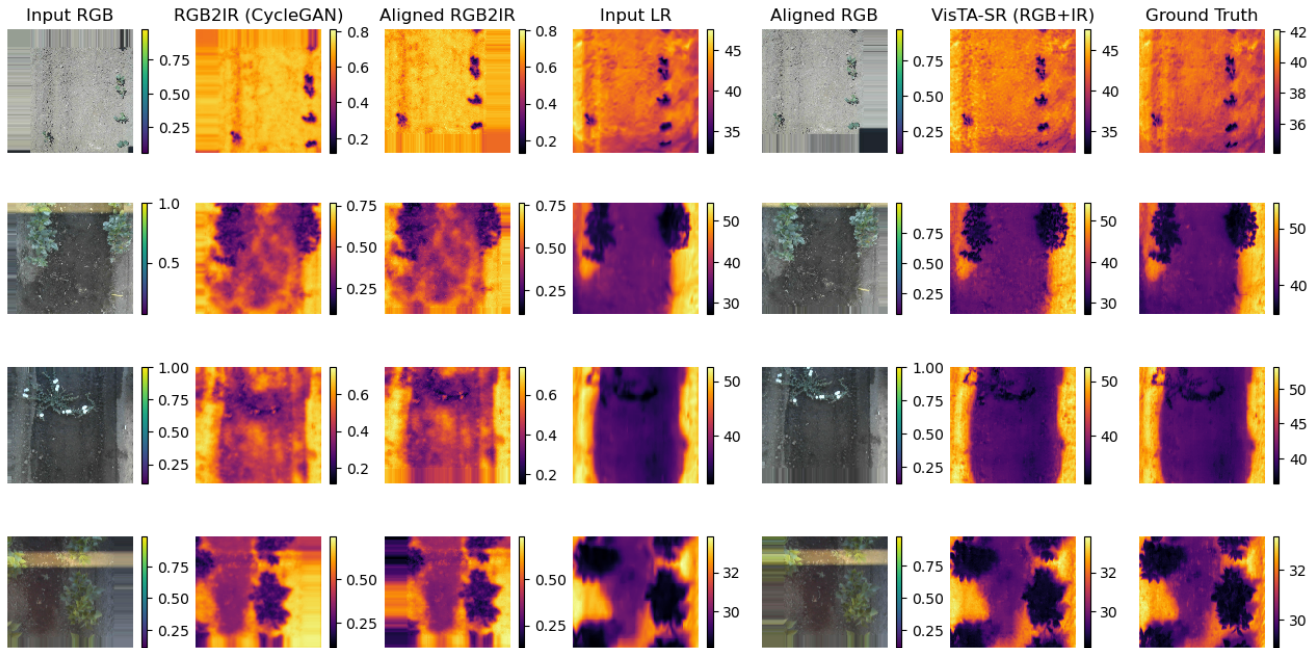 Input RGB RGB2IR (CycleGAN) Aligned RGB2IR Input LR Aligned RGB VisTA-SR (RGB+IR) Ground Truth
0.75 0.50 0.25 0.8 0.6 0.4 0.2 0.8 0.6 0.4 0.2 45 40 35 0.75 0.50 0.25 45 40 35 42 40 38 36
1.0 0.5 0.75 0.50 0.25 0.75 0.50 0.25 50 40 30 0.75 0.50 0.25 50 40 30 50 40
1.00 0.75 0.50 0.25 0.6 0.4 0.2 0.6 0.4 0.2 50 40 1.00 0.75 0.50 0.25 50 40 50 45 40
0.75 0.50 0.25 0.50 0.25 0.50 0.25 32 30 0.75 0.50 0.25 32 30 32 30